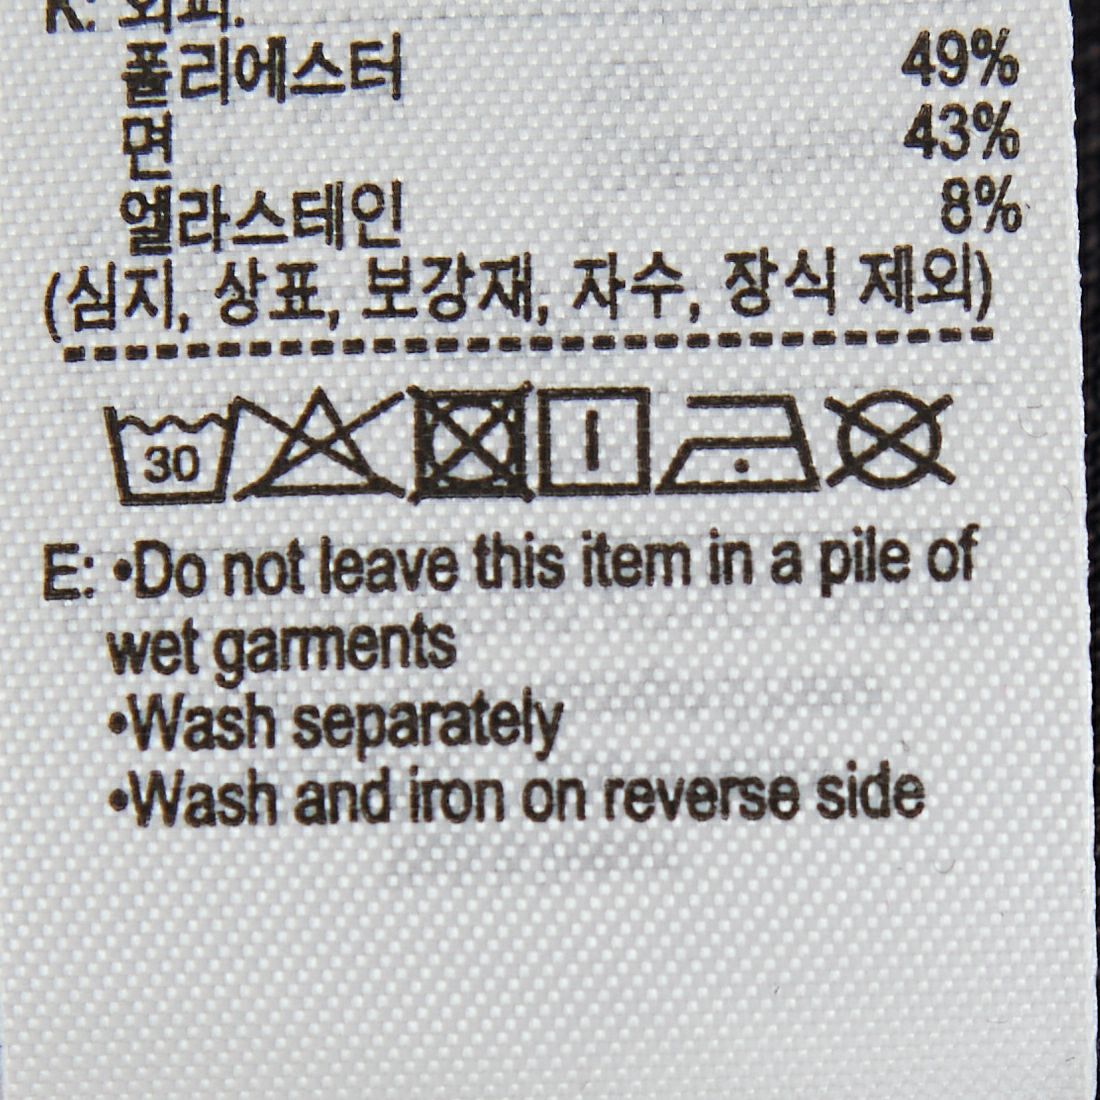 K: 외피:
폴리에스터 49%
면 43%
엘라스테인 8%
(심지, 상표, 보강재, 자수, 장식 제외)
30
E: •Do not leave this item in a pile of
wet garments
•Wash separately
•Wash and iron on reverse side